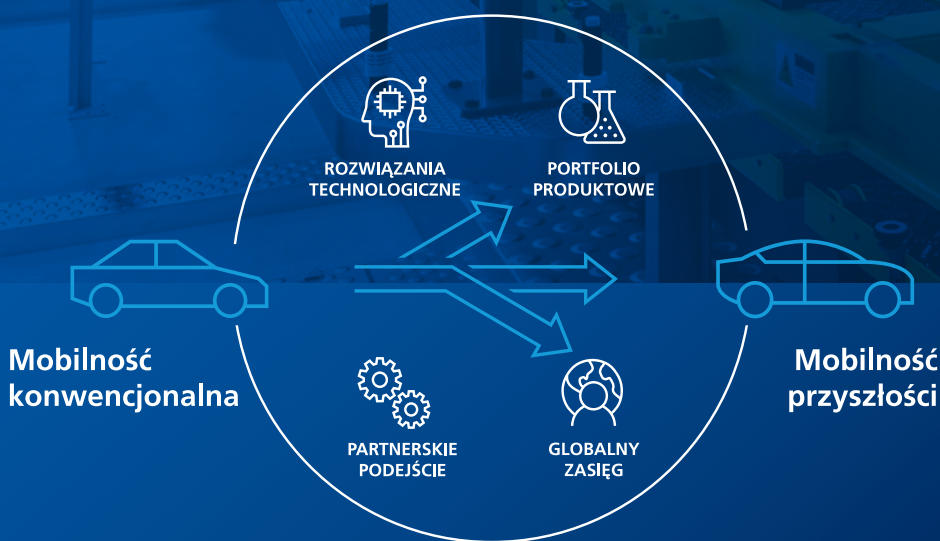 ROZWIĄZANIA
TECHNOLOGICZNE
PORTFOLIO
PRODUKTOWE
Mobilność
konwencjonalna
Mobilność
przyszłości
PARTNERSKIE
PODEJŚCIE
GLOBALNY
ZASIĘG